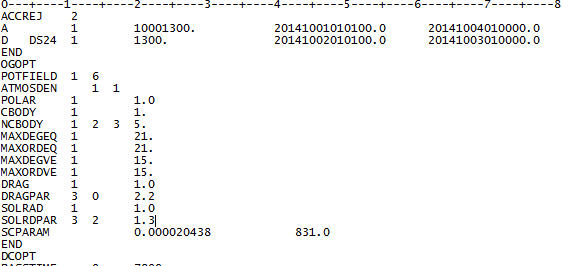 0---+----1----+----2----+----3----+----4----+----5----+----6----+----7----+----8
ACCREJ   2
A        1       10001300.         20141001010100.0     20141004010000.0
D   DS24 1       1300.             20141002010100.0     20141003010000.0
END
OGOPT
POTFIELD 1  6
ATMOSDEN    1  1
POLAR    1       1.0
CBODY    1       1.
NCBODY   1  2  3 5.
MAXDEGEQ 1       21.
MAXORDEQ 1       21.
MAXDEGVE 1       15.
MAXORDVE 1       15.
DRAG     1       1.0
DRAGPAR  3  0    2.2
SOLRAD   1       1.0
SOLRDPAR 3  2    1.3
SCPARAM          0.000020438          831.0
END
DCOPT